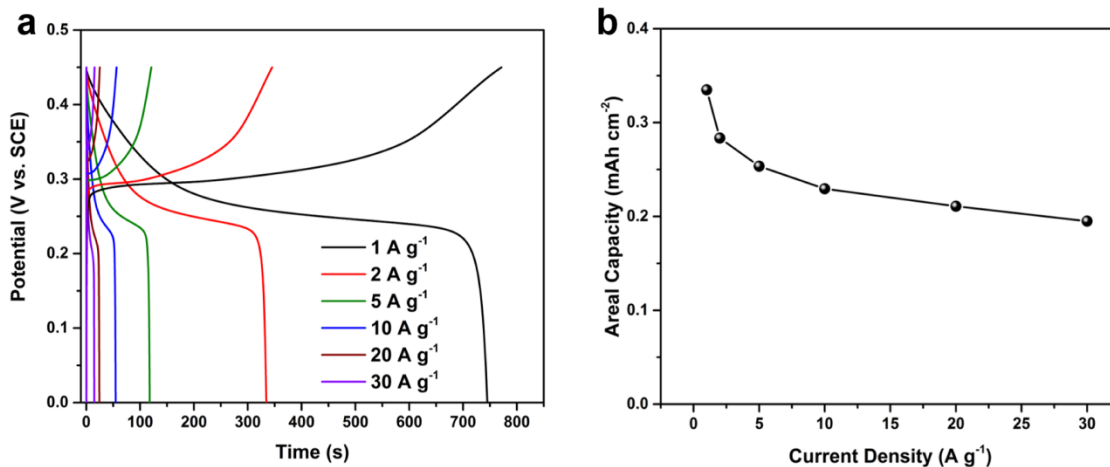 a
0.5
0.4
0.3
0.2
0.1
0.0
Potential (V vs. SCE)
1 A g⁻¹
2 A g⁻¹
5 A g⁻¹
10 A g⁻¹
20 A g⁻¹
30 A g⁻¹
0 100 200 300 400 500 600 700 800
Time (s)
b
0.4
0.3
0.2
0.1
0.0
Areal Capacity (mAh cm⁻²)
0 5 10 15 20 25 30
Current Density (A g⁻¹)